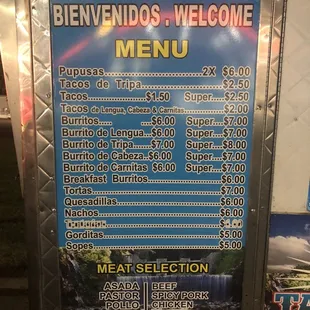 BIENVENIDOS . WELCOME
MENU
Pupusas..............................2X $6.00
Tacos de Tripa..........................$2.50
Tacos.................$1.50 Super....$2.50
Tacos de Lengua, Cabeza & Carnitas.........$2.00
Burritos..... .....$6.00 Super...$7.00
Burrito de Lengua...$6.00 Super...$7.00
Burrito de Tripa.....$7.00 Super...$8.00
Burrito de Cabeza..$6.00 Super...$7.00
Burrito de Carnitas $6.00 Super...$7.00
Breakfast Burritos....................$6.00
Tortas....................................$7.00
Quesadillas............................$6.00
Nachos..................................$6.00
Gorditas................................$5.00
Sopes...................................$5.00
MEAT SELECTION
ASADA BEEF
PASTOR SPICY PORK
POLLO CHICKEN
TA